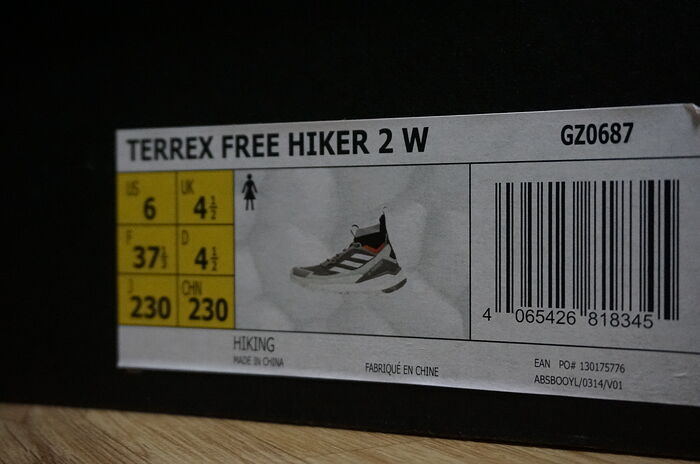 TERREX FREE HIKER 2 W
GZ0687
US 6
UK 4½
F 37⅓
D 4½
J 230
CHN 230
4 065426 818345
HIKING
MADE IN CHINA
FABRIQUÉ EN CHINE
EAN PO# 130175776
ABSBOOYL/0314/V01